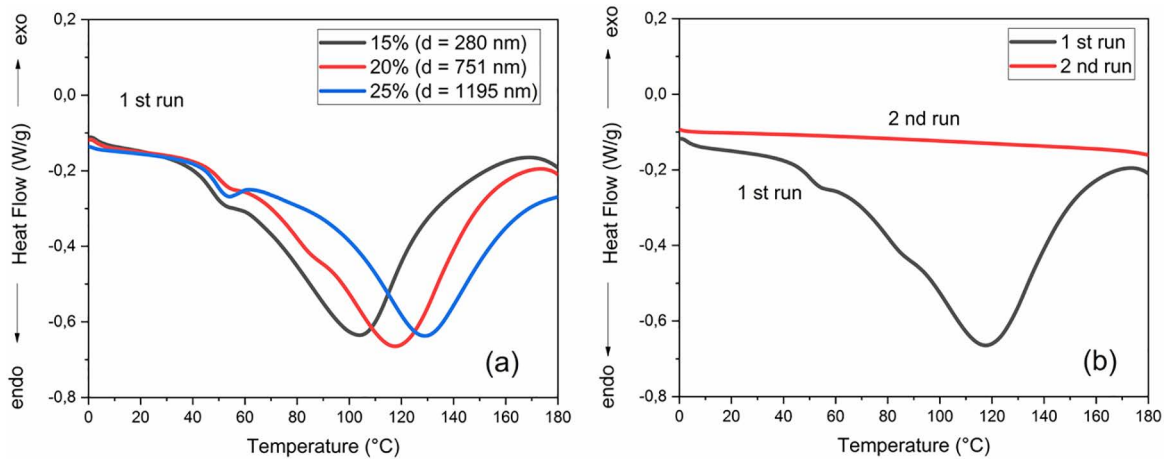 exo
Heat Flow (W/g)
endo
0,2
0,0
-0,2
-0,4
-0,6
-0,8
15% (d = 280 nm)
20% (d = 751 nm)
25% (d = 1195 nm)
1 st run
(a)
0 20 40 60 80 100 120 140 160 180
Temperature (°C)
exo
Heat Flow (W/g)
endo
0,2
0,0
-0,2
-0,4
-0,6
-0,8
1 st run
2 nd run
2 nd run
1 st run
(b)
0 20 40 60 80 100 120 140 160 180
Temperature (°C)